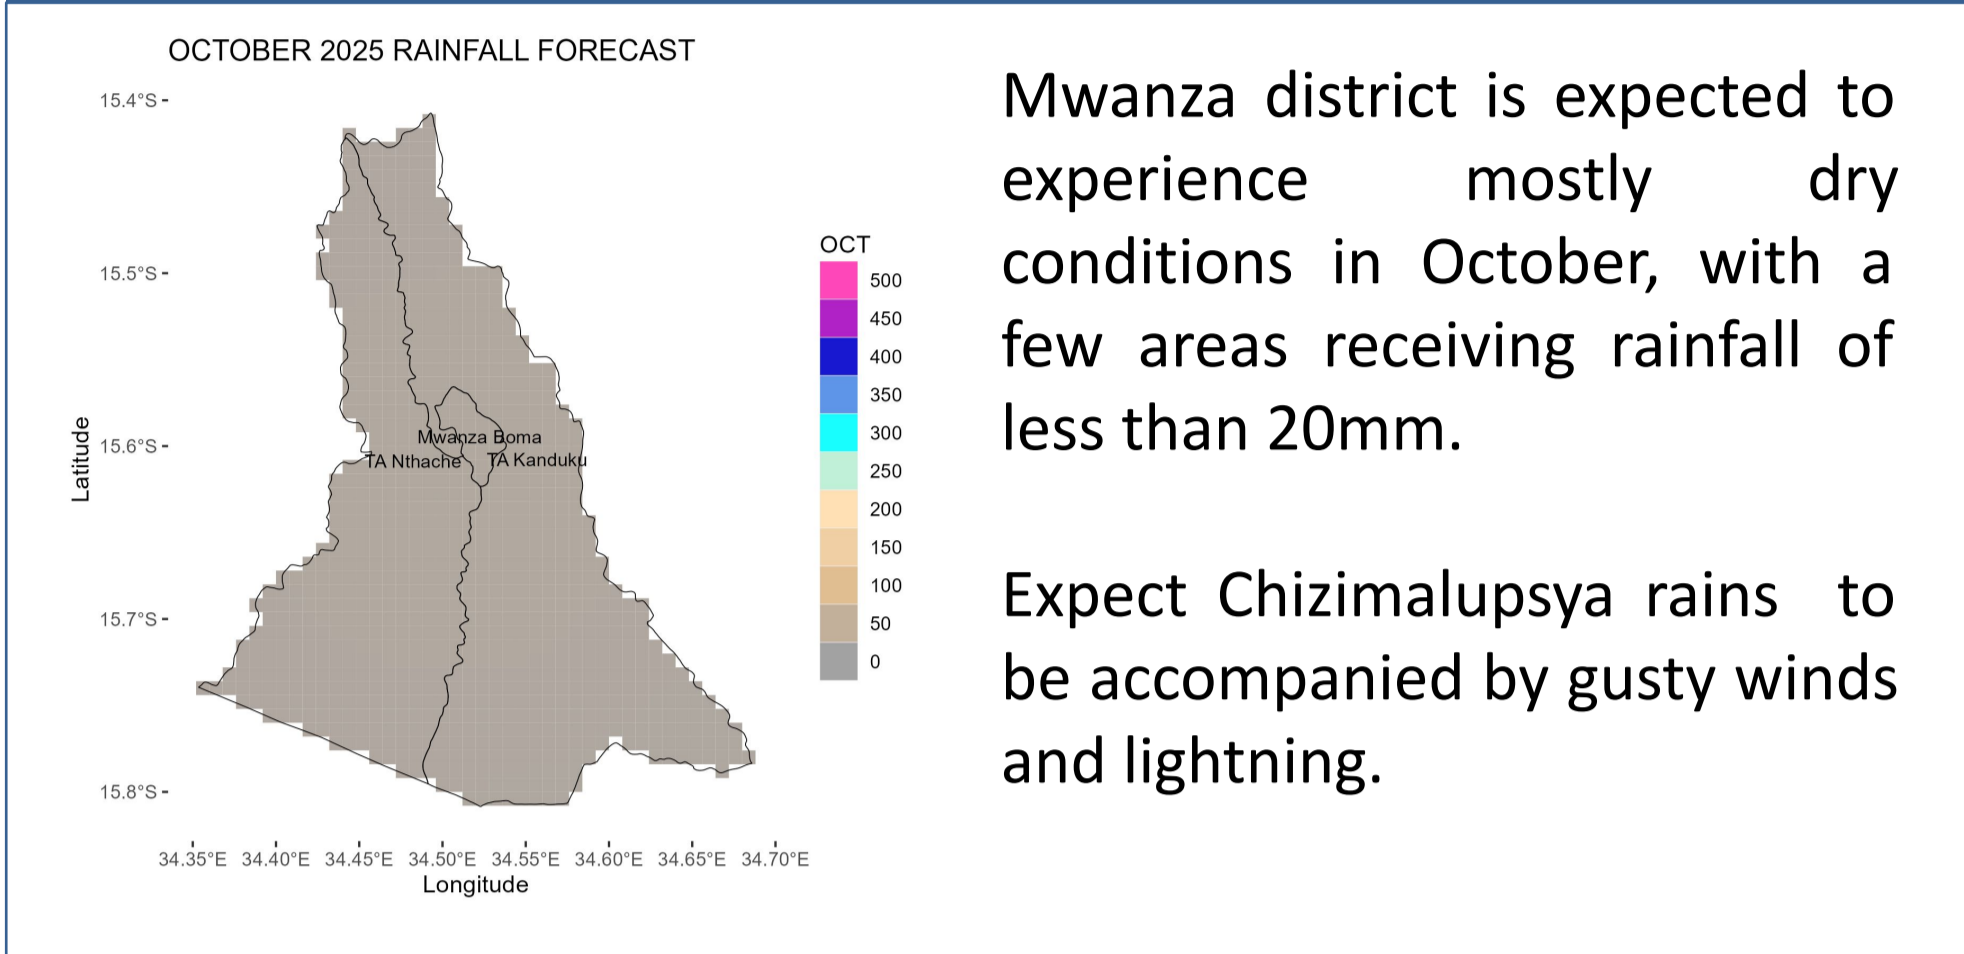 OCTOBER 2025 RAINFALL FORECAST
15.4°S
15.5°S
15.6°S
15.7°S
15.8°S
Latitude
Mwanza Boma
TA Nthache
TA Kanduku
34.35°E 34.40°E 34.45°E 34.50°E 34.55°E 34.60°E 34.65°E 34.70°E
Longitude
OCT
500
450
400
350
300
250
200
150
100
50
0
Mwanza district is expected to
experience mostly dry
conditions in October, with a
few areas receiving rainfall of
less than 20mm.
Expect Chizimalupsya rains to
be accompanied by gusty winds
and lightning.